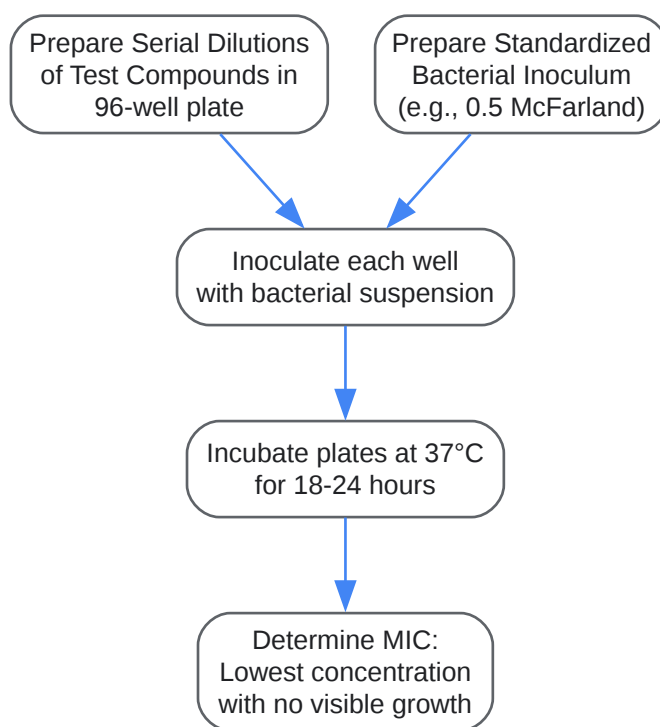 Prepare Serial Dilutions
of Test Compounds in
96-well plate
Prepare Standardized
Bacterial Inoculum
(e.g., 0.5 McFarland)
Inoculate each well
with bacterial suspension
Incubate plates at 37°C
for 18-24 hours
Determine MIC:
Lowest concentration
with no visible growth